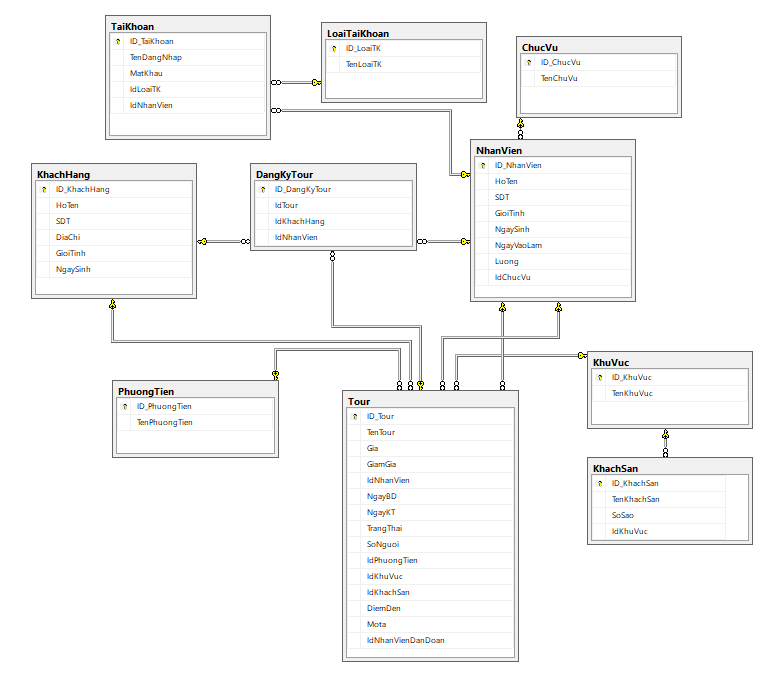 TaiKhoan
ID_TaiKhoan
TenDangNhap
MatKhau
IdLoaiTK
IdNhanVien
LoaiTaiKhoan
ID_LoaiTK
TenLoaiTK
ChucVu
ID_ChucVu
TenChuVu
KhachHang
ID_KhachHang
HoTen
SDT
DiaChi
GioiTinh
NgaySinh
DangKyTour
ID_DangKyTour
IdTour
IdKhachHang
IdNhanVien
NhanVien
ID_NhanVien
HoTen
SDT
GioiTinh
NgaySinh
NgayVaoLam
Luong
IdChucVu
PhuongTien
ID_PhuongTien
TenPhuongTien
Tour
ID_Tour
TenTour
Gia
GiamGia
IdNhanVien
NgayBD
NgayKT
TrangThai
SoNguoi
IdPhuongTien
IdKhuVuc
IdKhachSan
DiemDen
Mota
IdNhanVienDanDoan
KhuVuc
ID_KhuVuc
TenKhuVuc
KhachSan
ID_KhachSan
TenKhachSan
SoSao
IdKhuVuc